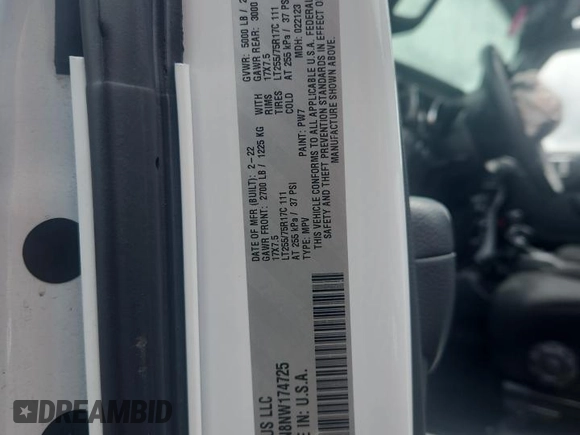 US LLC
DATE OF MFR (BUILT): 2-22
GVWR: 5000 LB / 2
GAWR FRONT: 2700 LB / 1225 KG
WITH
GAWR REAR: 3000
17X7.5
RIMS
17X7.5
LT255/75R17C 111
TIRES
LT255/75R17C 111
AT 255 kPa / 37 PSI
COLD
AT 255 kPa / 37 PSI
TYPE: MPV
PAINT: PW7
MDH: 022123
THIS VEHICLE CONFORMS TO ALL APPLICABLE U.S.A. FEDERAL
SAFETY AND THEFT PREVENTION STANDARDS IN EFFECT O
MANUFACTURE SHOWN ABOVE.
8NW174725
E IN: U.S.A.
DREAMBID